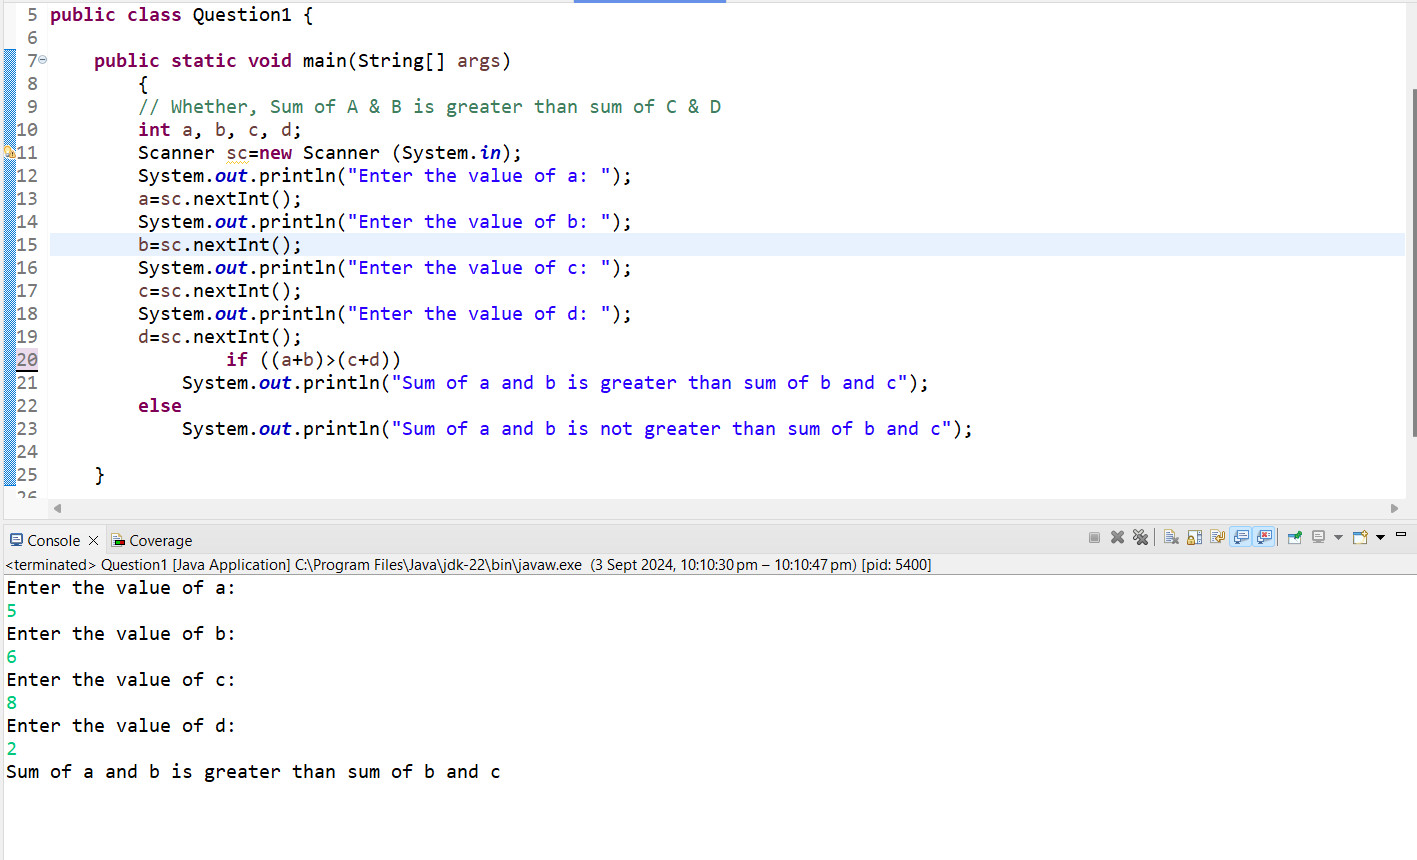 5 public class Question1 {
6
7 public static void main(String[] args)
8 {
9 // Whether, Sum of A & B is greater than sum of C & D
10 int a, b, c, d;
11 Scanner sc=new Scanner (System.in);
12 System.out.println("Enter the value of a: ");
13 a=sc.nextInt();
14 System.out.println("Enter the value of b: ");
15 b=sc.nextInt();
16 System.out.println("Enter the value of c: ");
17 c=sc.nextInt();
18 System.out.println("Enter the value of d: ");
19 d=sc.nextInt();
20 if ((a+b)>(c+d))
21 System.out.println("Sum of a and b is greater than sum of b and c");
22 else
23 System.out.println("Sum of a and b is not greater than sum of b and c");
24
25 }
26
Console Coverage
<terminated> Question1 [Java Application] C:\Program Files\Java\jdk-22\bin\javaw.exe (3 Sept 2024, 10:10:30 pm – 10:10:47 pm) [pid: 5400]
Enter the value of a:
5
Enter the value of b:
6
Enter the value of c:
8
Enter the value of d:
2
Sum of a and b is greater than sum of b and c